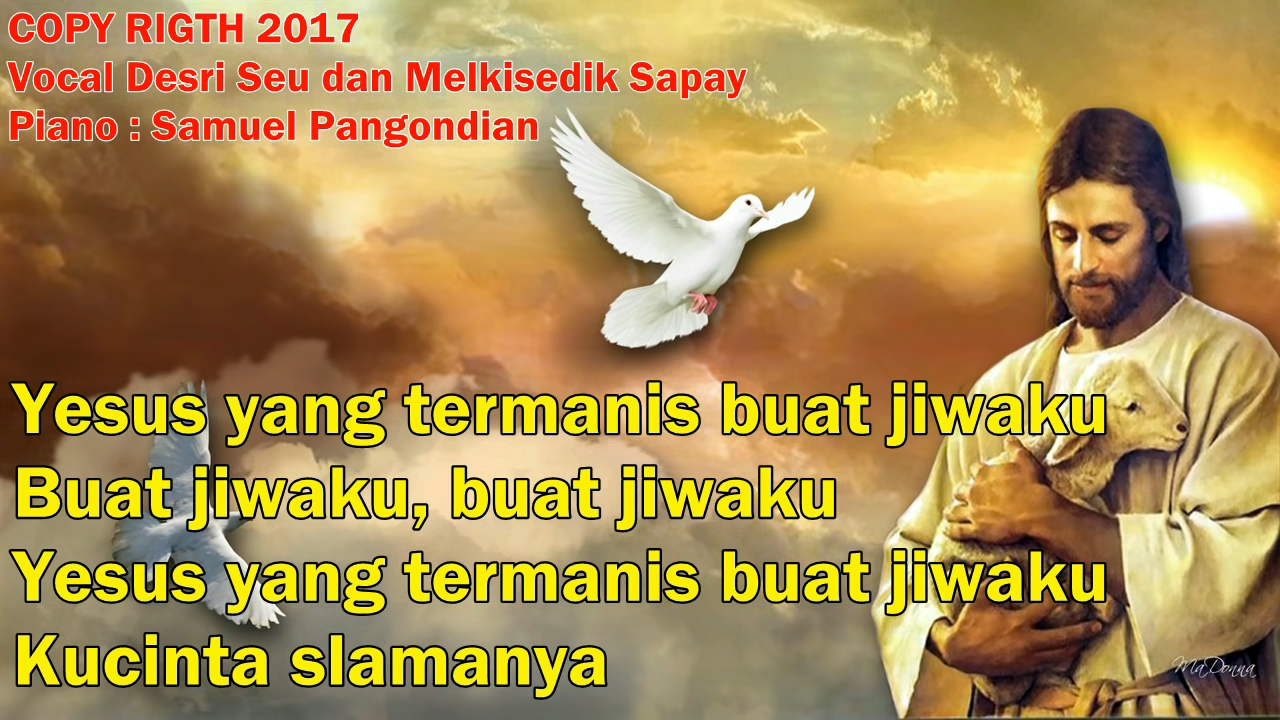 COPY RIGTH 2017
Vocal Desri Seu dan Melkisedik Sapay
Piano : Samuel Pangondian
Yesus yang termanis buat jiwaku
Buat jiwaku, buat jiwaku
Yesus yang termanis buat jiwaku
Kucinta slamanya
MaDonna